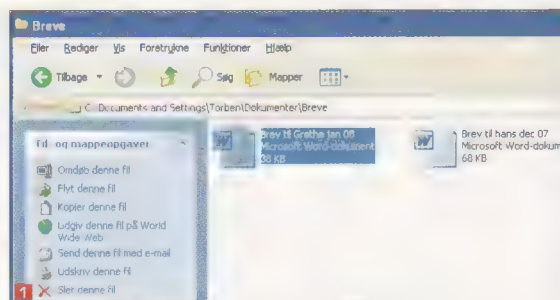 Breve
Filer Rediger Vis Foretrukne Funktioner Hjælp
Tilbage Søg Mapper
C:\Documents and Settings\Torben\Dokumenter\Breve
Fil- og mappeopgaver
Brev til Grethe jan 08
Microsoft Word-dokument
38 KB
Brev til hans dec 07
Microsoft Word-dokum
68 KB
Omdøb denne fil
Flyt denne fil
Kopier denne fil
Udgiv denne fil på World
Wide Web
Send denne fil med e-mail
Udskriv denne fil
1 Slet denne fil